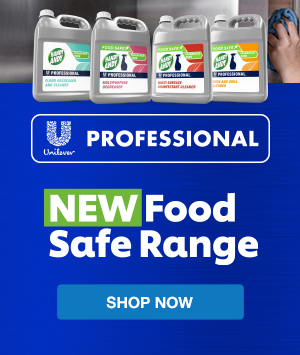 FOOD SAFE
FOOD SAFE
FOOD SAFE
HANDY ANDY
HANDY ANDY
HANDY ANDY
HANDY ANDY
PROFESSIONAL
PROFESSIONAL
PROFESSIONAL
PROFESSIONAL
FLOOR DEGREASER
AND CLEANER
MULTIPURPOSE
DEGREASER
MULTI-SURFACE
DISINFECTANT CLEANER
OVEN AND GRILL
CLEANER
Unilever
PROFESSIONAL
NEW Food
Safe Range
SHOP NOW